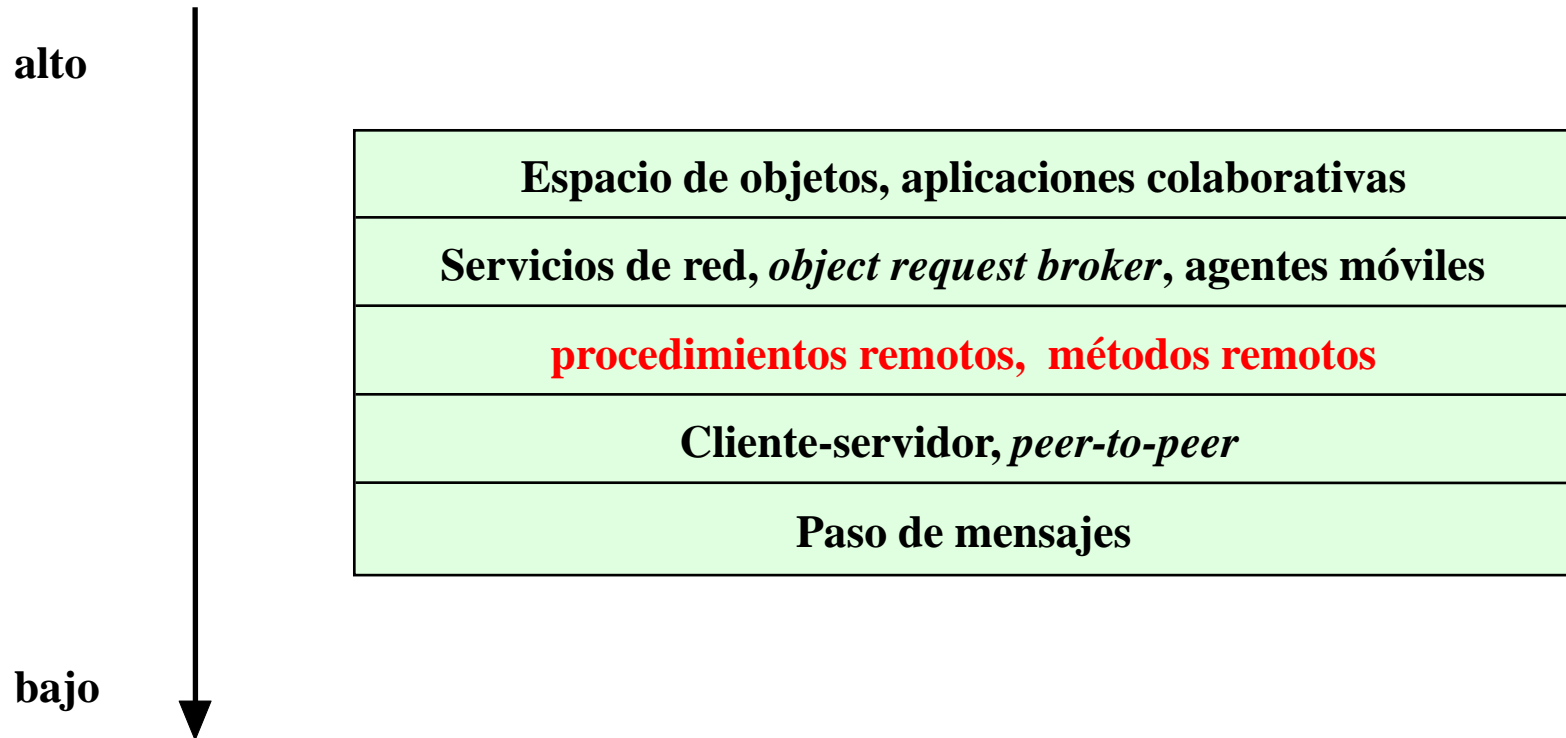 alto
Espacio de objetos, aplicaciones colaborativas
Servicios de red, object request broker, agentes móviles
procedimientos remotos, métodos remotos
Cliente-servidor, peer-to-peer
Paso de mensajes
bajo